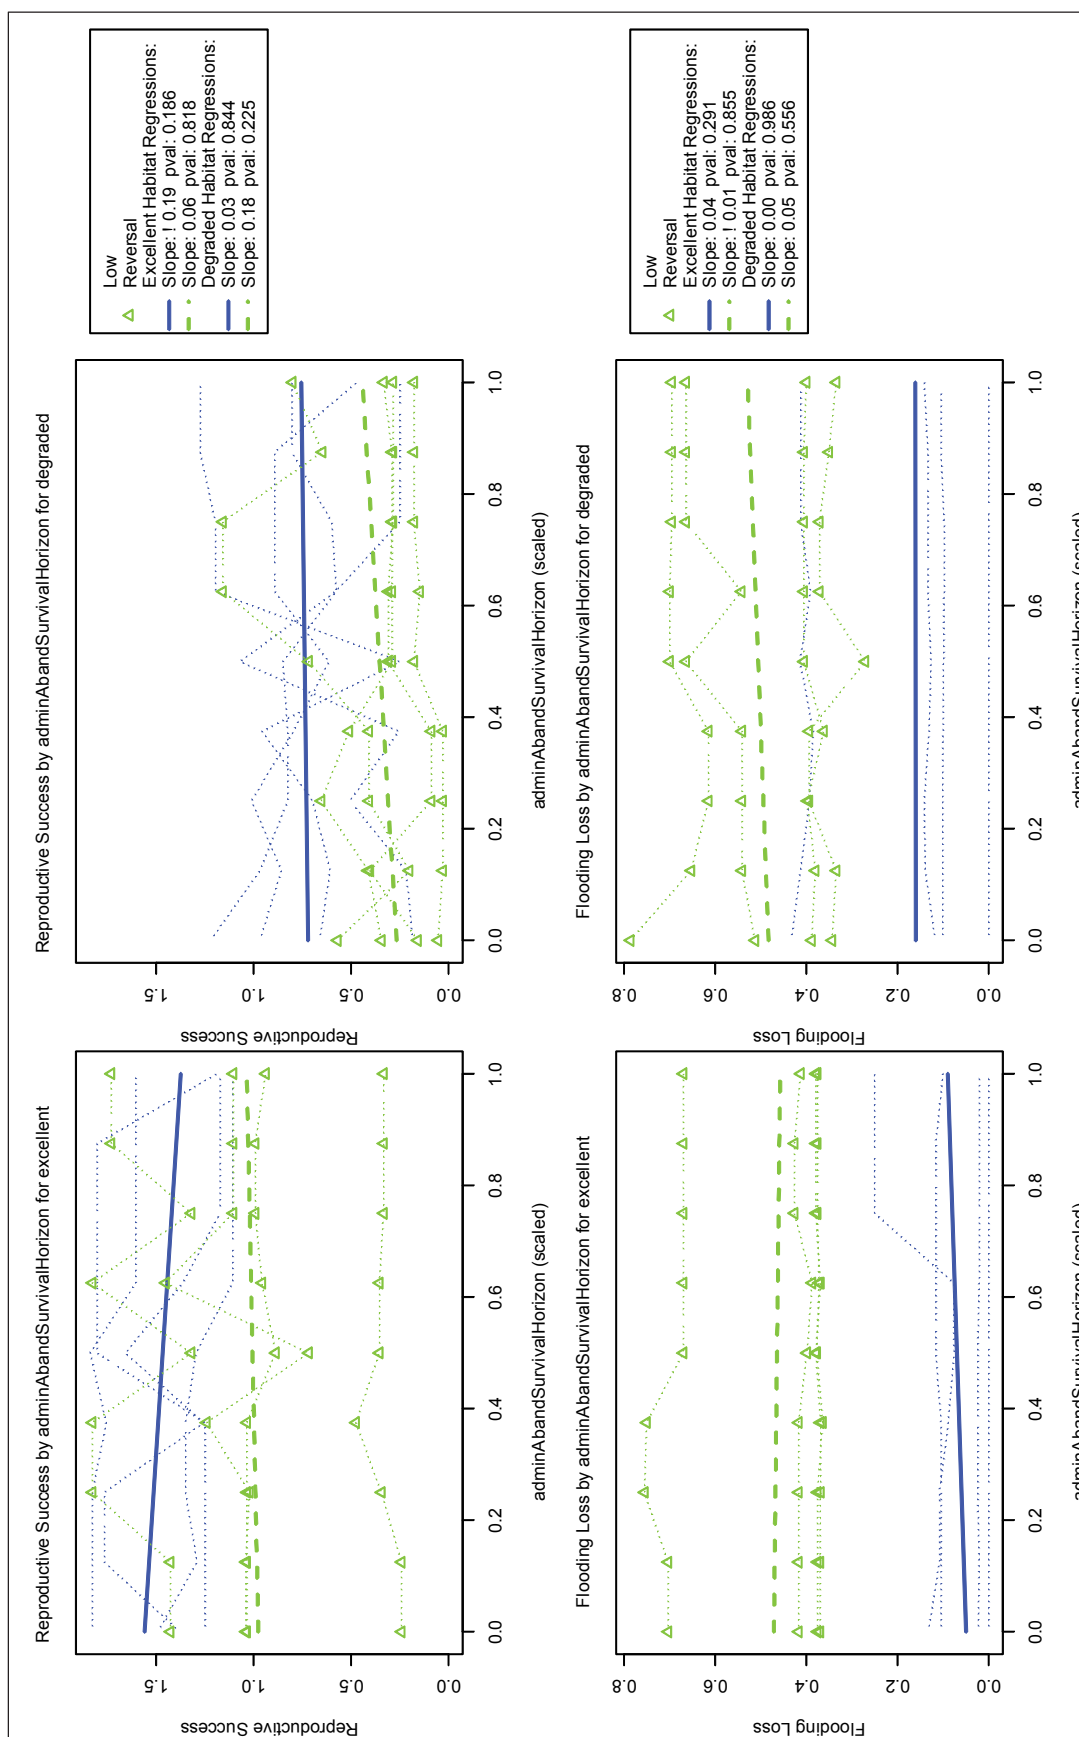 Reproductive Success by adminAbandSurvivalHorizon for excellent
Reproductive Success
0.0 0.5 1.0 1.5
0.0 0.2 0.4 0.6 0.8 1.0
adminAbandSurvivalHorizon (scaled)
Reproductive Success by adminAbandSurvivalHorizon for degraded
Reproductive Success
0.0 0.5 1.0 1.5
0.0 0.2 0.4 0.6 0.8 1.0
adminAbandSurvivalHorizon (scaled)
Low
Reversal
Excellent Habitat Regressions:
Slope: ! 0.19 pval: 0.186
Slope: 0.06 pval: 0.818
Degraded Habitat Regressions:
Slope: 0.03 pval: 0.844
Slope: 0.18 pval: 0.225
Flooding Loss by adminAbandSurvivalHorizon for excellent
Flooding Loss
0.0 0.2 0.4 0.6 0.8
0.0 0.2 0.4 0.6 0.8 1.0
adminAbandSurvivalHorizon (scaled)
Flooding Loss by adminAbandSurvivalHorizon for degraded
Flooding Loss
0.0 0.2 0.4 0.6 0.8
0.0 0.2 0.4 0.6 0.8 1.0
adminAbandSurvivalHorizon (scaled)
Low
Reversal
Excellent Habitat Regressions:
Slope: 0.04 pval: 0.291
Slope: ! 0.01 pval: 0.855
Degraded Habitat Regressions:
Slope: 0.00 pval: 0.986
Slope: 0.05 pval: 0.556